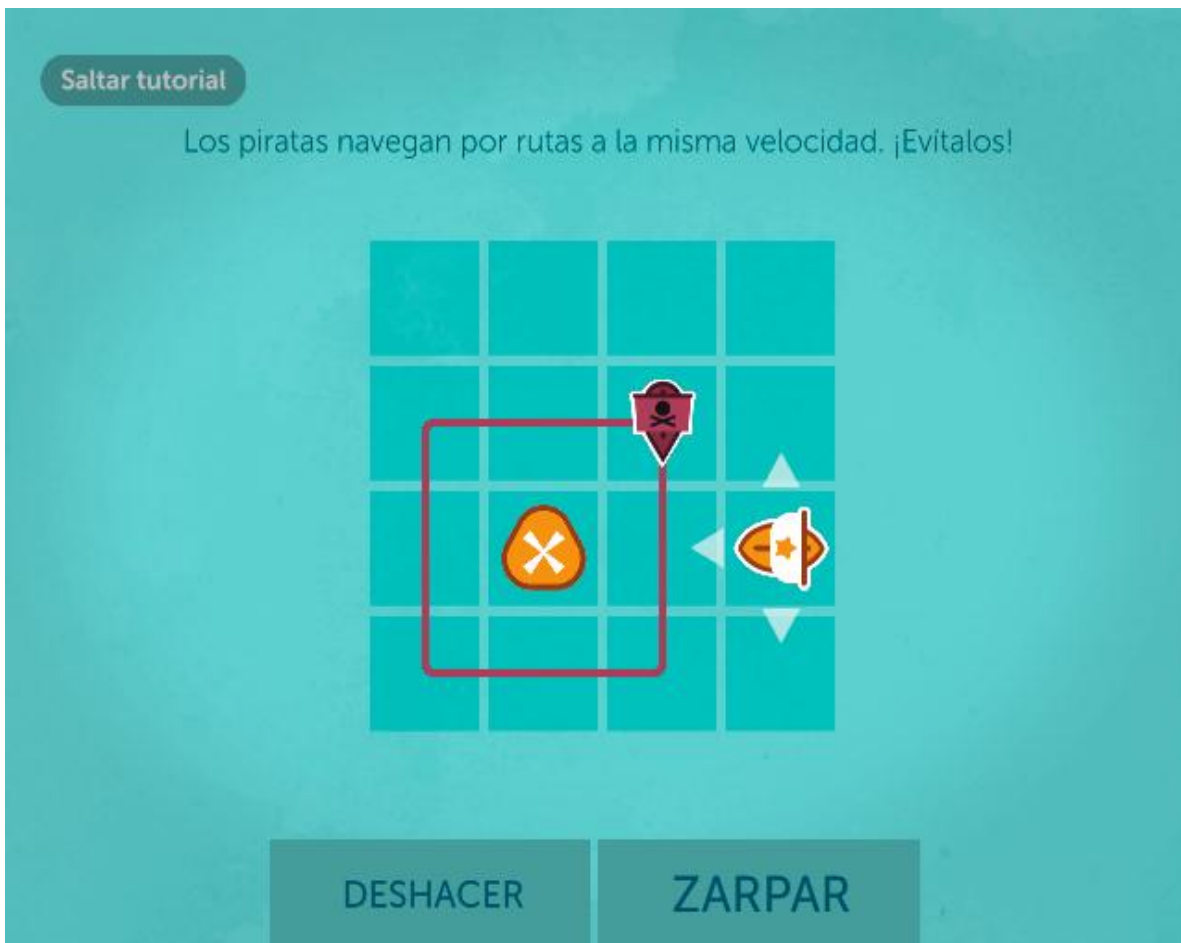 Saltar tutorial
Los piratas navegan por rutas a la misma velocidad. ¡Evítalos!
DESHACER
ZARPAR